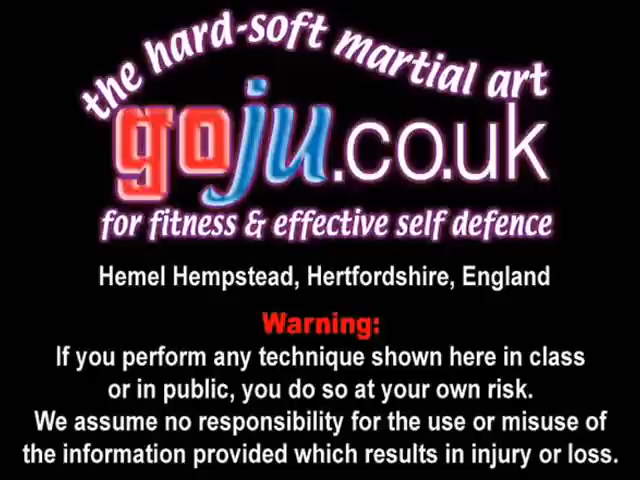 the hard-soft martial art
goju.co.uk
for fitness & effective self defence
Hemel Hempstead, Hertfordshire, England
Warning:
If you perform any technique shown here in class
or in public, you do so at your own risk.
We assume no responsibility for the use or misuse of
the information provided which results in injury or loss.